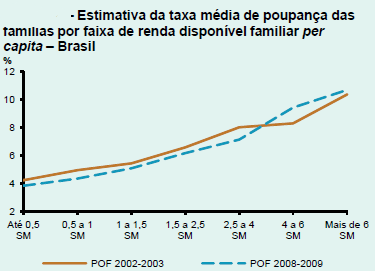 - Estimativa da taxa média de poupança das
famílias por faixa de renda disponível familiar per
capita – Brasil
%
12
10
8
6
4
2
Até 0,5 SM
0,5 a 1 SM
1 a 1,5 SM
1,5 a 2,5 SM
2,5 a 4 SM
4 a 6 SM
Mais de 6 SM
POF 2002-2003
POF 2008-2009